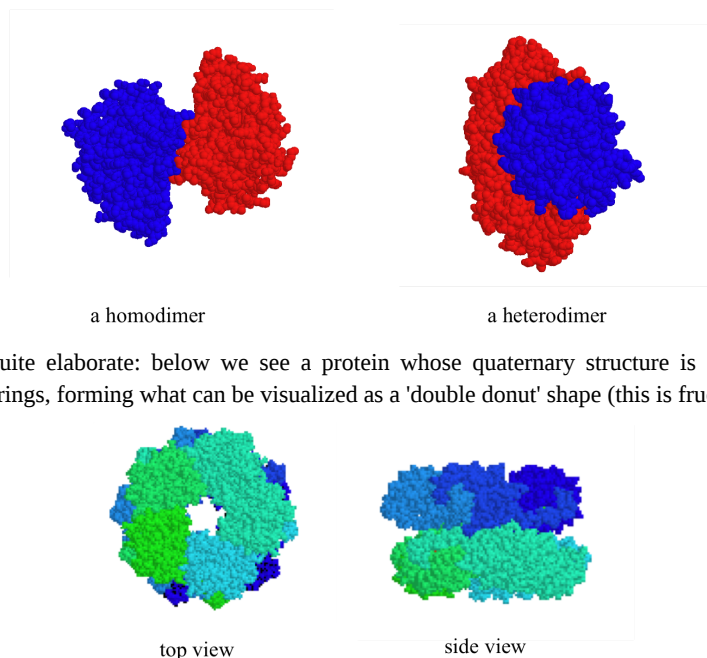 a homodimer
a heterodimer
uite elaborate: below we see a protein whose quaternary structure is
rings, forming what can be visualized as a 'double donut' shape (this is fruc
top view
side view